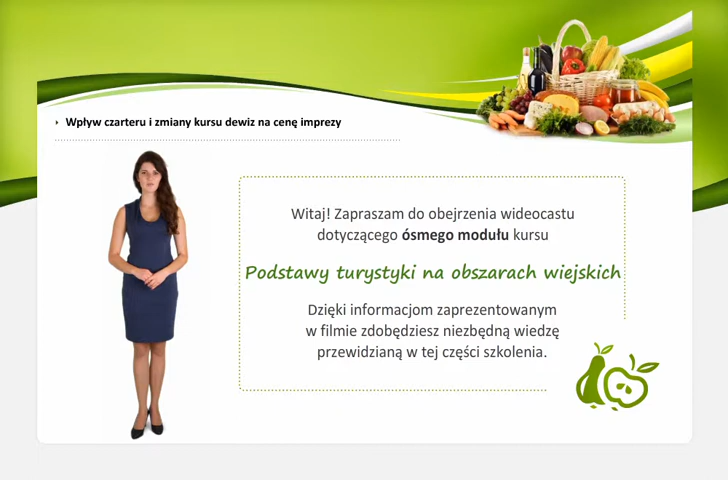 Wpływ czarteru i zmiany kursu dewiz na cenę imprezy
Witaj! Zapraszam do obejrzenia wideocastu
dotyczącego ósmego modułu kursu
Podstawy turystyki na obszarach wiejskich
Dzięki informacjom zaprezentowanym
w filmie zdobędziesz niezbędną wiedzę
przewidzianą w tej części szkolenia.